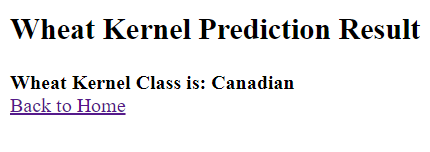 Wheat Kernel Prediction Result
Wheat Kernel Class is: Canadian
Back to Home